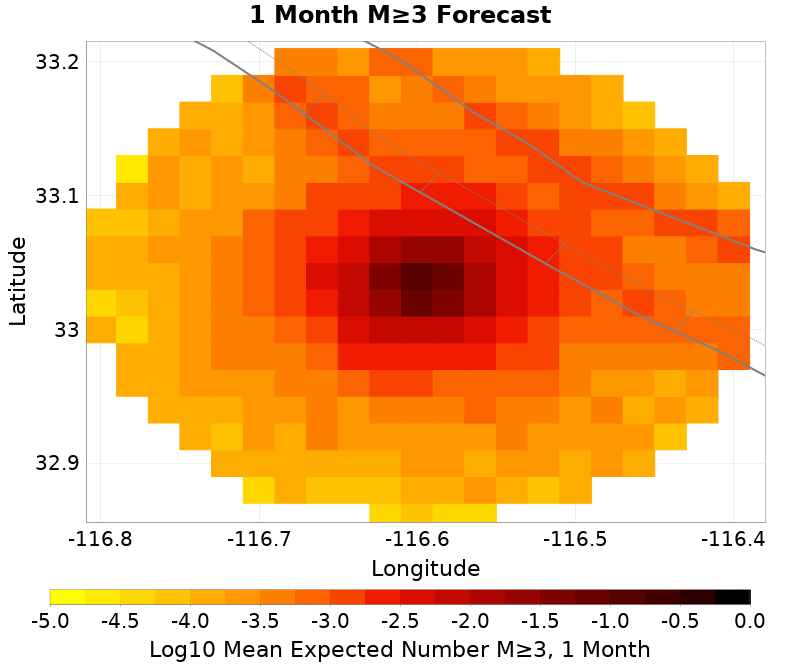 1 Month M≥3 Forecast
33.2
33.1
33
32.9
Latitude
-116.8 -116.7 -116.6 -116.5 -116.4
Longitude
-5.0 -4.5 -4.0 -3.5 -3.0 -2.5 -2.0 -1.5 -1.0 -0.5 0.0
Log10 Mean Expected Number M≥3, 1 Month